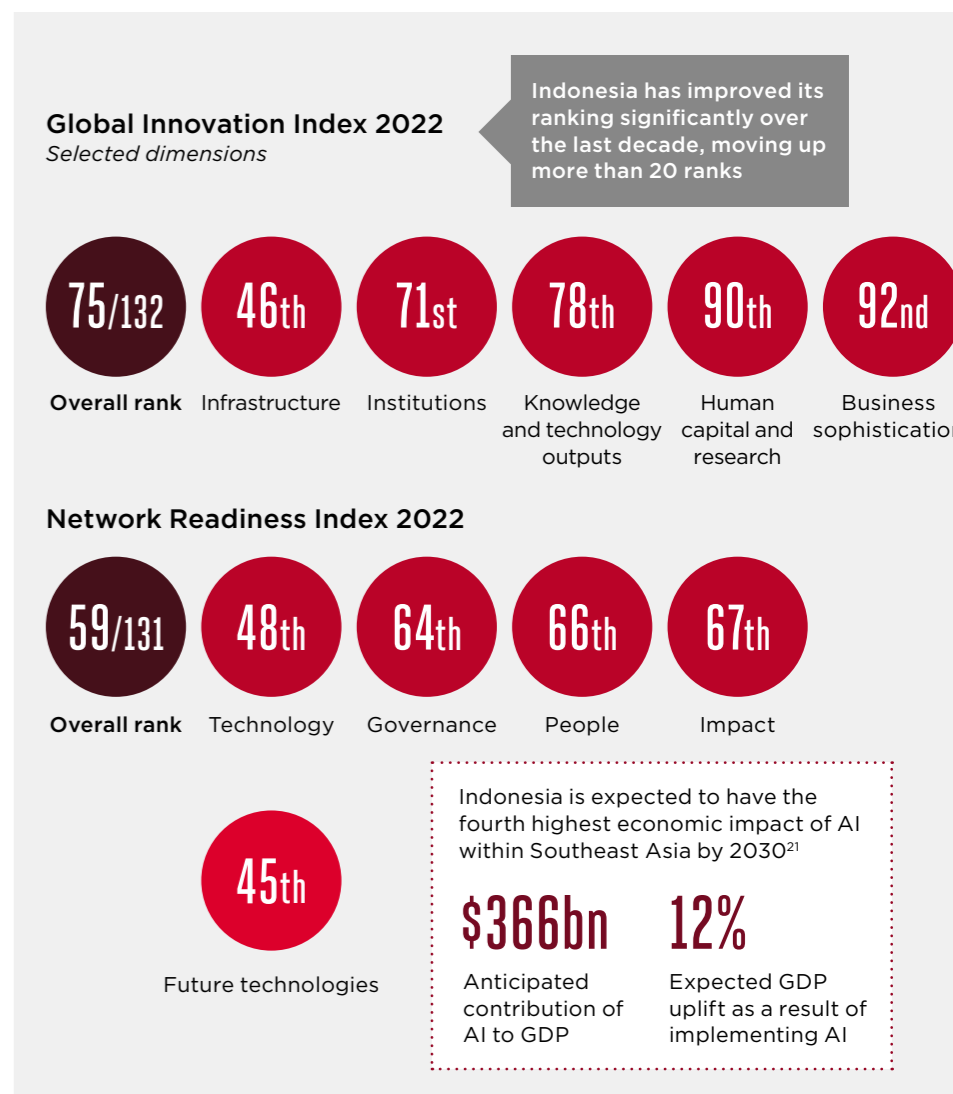 Global Innovation Index 2022
Selected dimensions
Indonesia has improved its
ranking significantly over
the last decade, moving up
more than 20 ranks
75/132
46th
71st
78th
90th
92nd
Overall rank
Infrastructure
Institutions
Knowledge
and technology
outputs
Human
capital and
research
Business
sophisticatio
Network Readiness Index 2022
59/131
48th
64th
66th
67th
Overall rank
Technology
Governance
People
Impact
45th
Future technologies
Indonesia is expected to have the
fourth highest economic impact of AI
within Southeast Asia by 2030²¹
$366bn
Anticipated
contribution of
AI to GDP
12%
Expected GDP
uplift as a result of
implementing AI